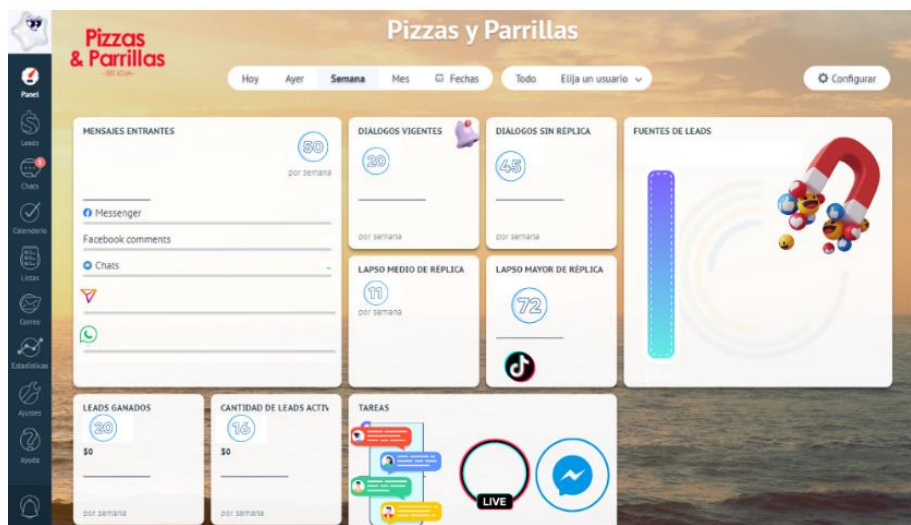 Pizzas y Parrillas
Pizzas
& Parrillas
Hoy Ayer Semana Mes Fechas Todo Elija un usuario Configurar
Panel
Leads
1
Chats
Calendario
Listas
Correo
Estadísticas
Ajustes
Ayuda
MENSAJES ENTRANTES
50
por semana
Messenger
Facebook comments
Chats
DIÁLOGOS VIGENTES
20
por semana
DIÁLOGOS SIN RÉPLICA
45
por semana
FUENTES DE LEADS
LAPSO MEDIO DE RÉPLICA
11
por semana
LAPSO MAYOR DE RÉPLICA
72
LEADS GANADOS
20
$0
por semana
CANTIDAD DE LEADS ACTIV
16
$0
por semana
TAREAS
LIVE